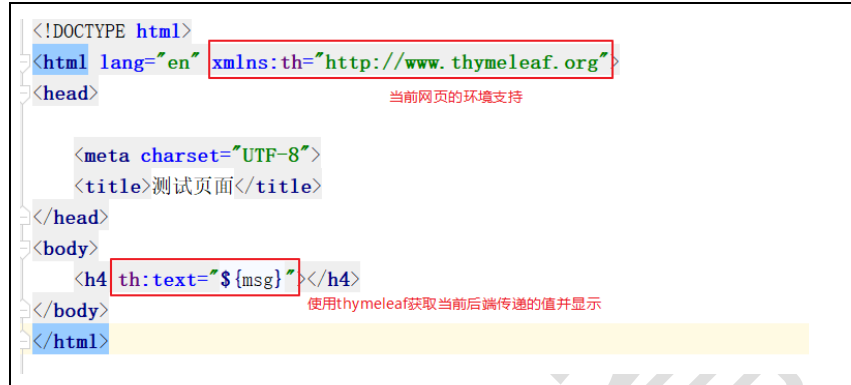 <!DOCTYPE html>
<html lang="en" xmlns:th="http://www.thymeleaf.org">
<head>
当前网页的环境支持
<meta charset="UTF-8">
<title>测试页面</title>
</head>
<body>
<h4 th:text="${msg}"></h4>
使用thymeleaf获取当前后端传递的值并显示
</body>
</html>